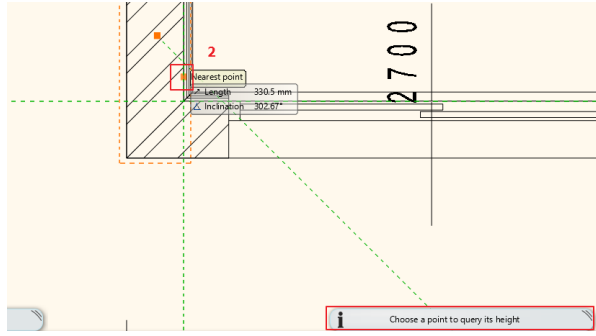 2
2700
Nearest point
Length 330.5 mm
Inclination 302.67°
i Choose a point to query its height